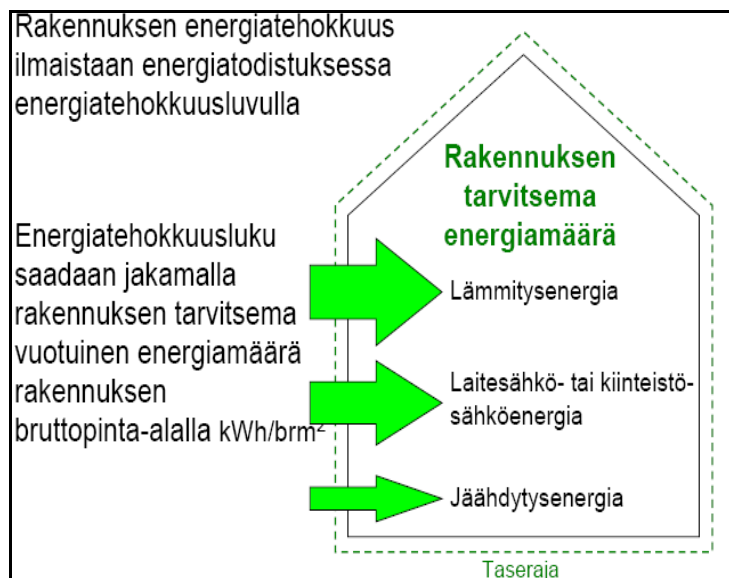 Rakennuksen energiatehokkuus
ilmaistaan energiatodistuksessa
energiatehokkuusluvulla
Energiatehokkuusluku
saadaan jakamalla
rakennuksen tarvitsema
vuotuinen energiamäärä
rakennuksen
bruttopinta-alalla kWh/brm²
Rakennuksen
tarvitsema
energiamäärä
Lämmitysenergia
Laitesähkö- tai kiinteistö-
sähköenergia
Jäähdytysenergia
Taseraja